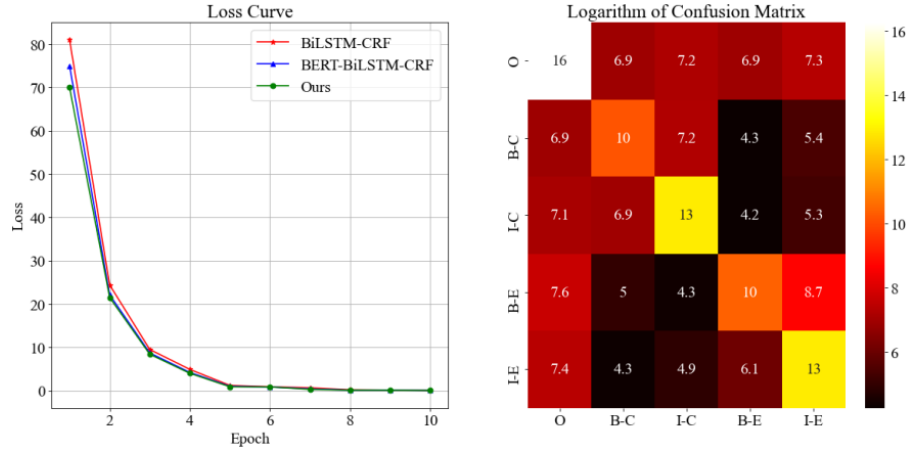 Loss Curve
80
70
60
50
40
30
20
10
0
Loss
2
4
6
8
10
Epoch
BiLSTM-CRF
BERT-BiLSTM-CRF
Ours
Logarithm of Confusion Matrix
O
16
6.9
7.2
6.9
7.3
B-C
6.9
10
7.2
4.3
5.4
I-C
7.1
6.9
13
4.2
5.3
B-E
7.6
5
4.3
10
8.7
I-E
7.4
4.3
4.9
6.1
13
O
B-C
I-C
B-E
I-E
16
14
12
10
8
6